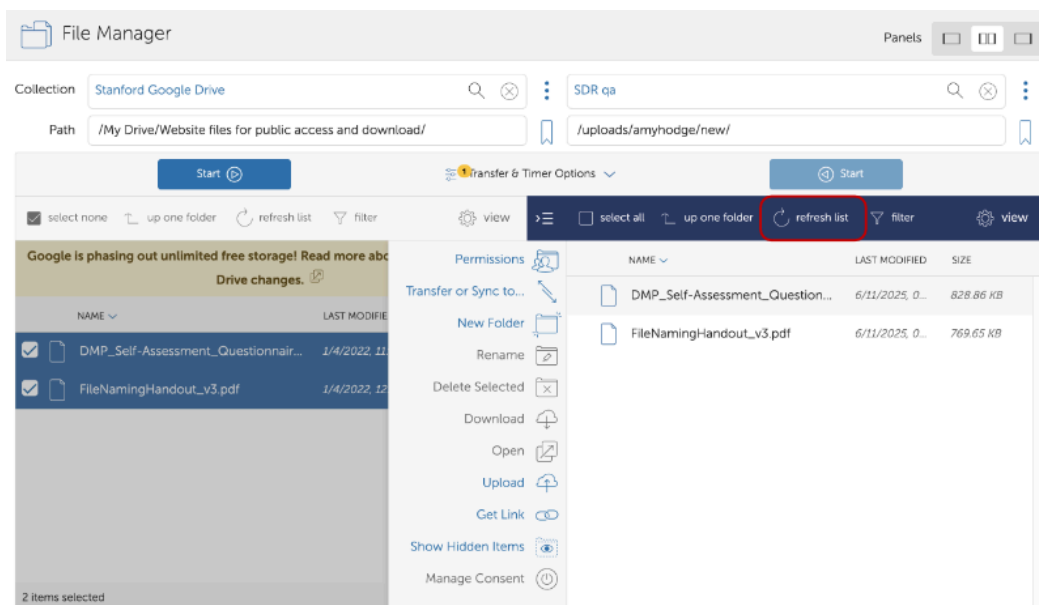 File Manager
Panels
Collection
Stanford Google Drive
SDR qa
Path
/My Drive/Website files for public access and download/
/uploads/amyhodge/new/
Start
1
Transfer & Timer Options
Start
select none
up one folder
refresh list
filter
view
select all
up one folder
refresh list
filter
view
Google is phasing out unlimited free storage! Read more abo
Drive changes.
NAME
LAST MODIFIE
DMP_Self-Assessment_Questionnair...
1/4/2022, 11:
FileNamingHandout_v3.pdf
1/4/2022, 12
2 items selected
Permissions
Transfer or Sync to...
New Folder
Rename
Delete Selected
Download
Open
Upload
Get Link
Show Hidden Items
Manage Consent
NAME
LAST MODIFIED
SIZE
DMP_Self-Assessment_Question...
6/11/2025, 0...
828.86 KB
FileNamingHandout_v3.pdf
6/11/2025, 0...
769.65 KB